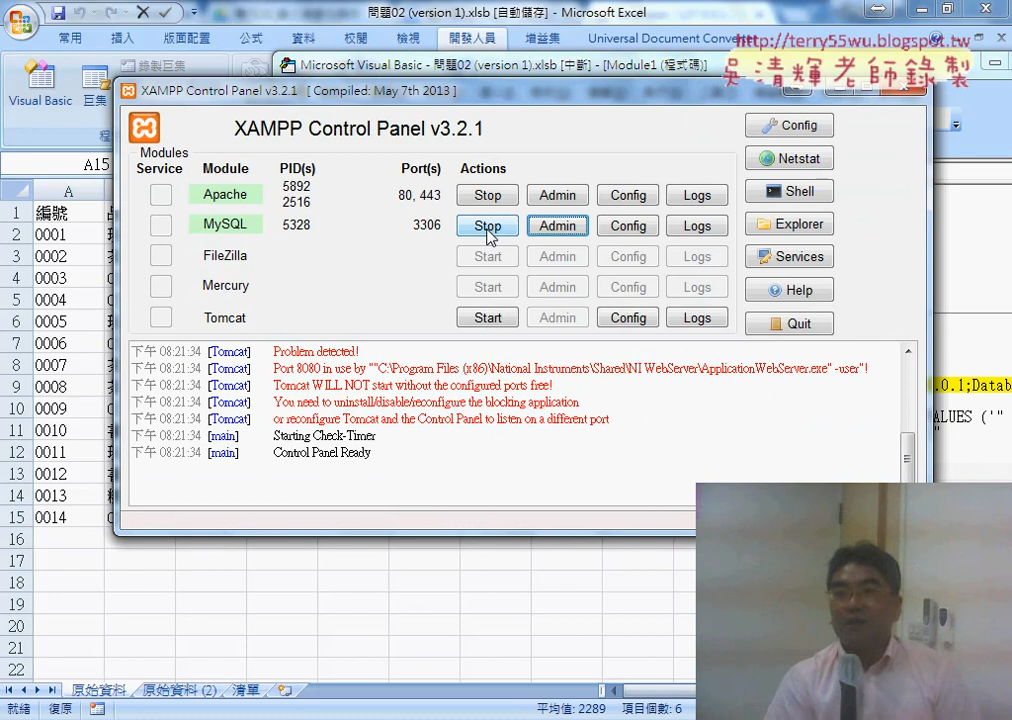 問題02 (version 1).xlsb [自動儲存] - Microsoft Excel
常用 插入 版面配置 公式 資料 校閱 檢視 開發人員 增益集 Universal Document Conve
http://terry55wu.blogspot.tw
吳清輝老師錄製
錄製巨集
Microsoft Visual Basic - 問題02 (version 1).xlsb [中斷] - [Module1 (程式碼)]
Visual Basic 巨集
XAMPP Control Panel v3.2.1 [ Compiled: May 7th 2013 ]
XAMPP Control Panel v3.2.1
Config
Modules
Service Module PID(s) Port(s) Actions
Netstat
Apache 5892 2516 80, 443 Stop Admin Config Logs
Shell
MySQL 5328 3306 Stop Admin Config Logs
Explorer
FileZilla Start Admin Config Logs
Services
Mercury Start Admin Config Logs
Help
Tomcat Start Admin Config Logs
Quit
下午 08:21:34 [Tomcat] Problem detected!
下午 08:21:34 [Tomcat] Port 8080 in use by ""C:\Program Files (x86)\National Instruments\Shared\NI WebServer\ApplicationWebServer.exe" -user"!
下午 08:21:34 [Tomcat] Tomcat WILL NOT start without the configured ports free!
下午 08:21:34 [Tomcat] You need to uninstall/disable/reconfigure the blocking application
下午 08:21:34 [Tomcat] or reconfigure Tomcat and the Control Panel to listen on a different port
下午 08:21:34 [main] Starting Check-Timer
下午 08:21:34 [main] Control Panel Ready
.0.1;Datab
ALUES ('"
A15
A
1 編號
2 0001
3 0002
4 0003
5 0004
6 0005
7 0006
8 0007
9 0008
10 0009
11 0010
12 0011
13 0012
14 0013
15 0014
16
17
18
19
20
21
22
原始資料 原始資料 (2) 清單
就緒 復原 平均值: 2289 項目個數: 6